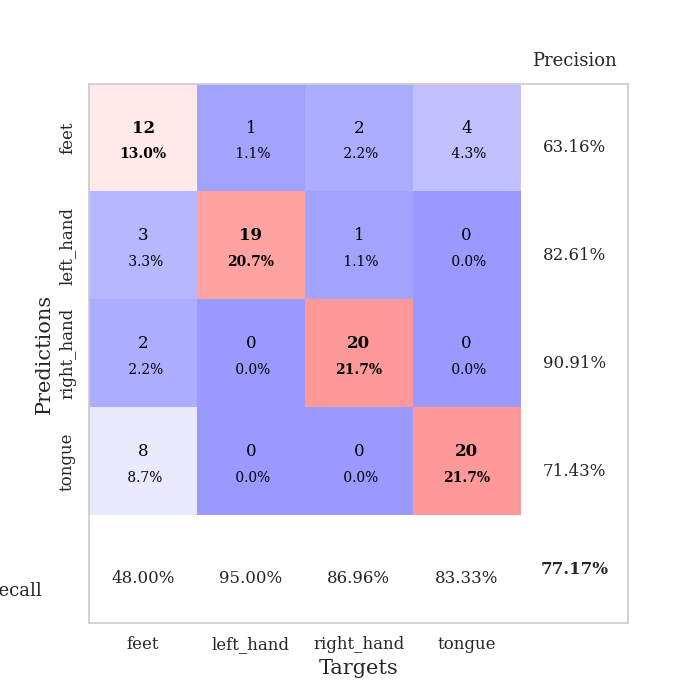 Precision
feet 12 1 2 4 63.16%
13.0% 1.1% 2.2% 4.3%
left_hand 3 19 1 0 82.61%
3.3% 20.7% 1.1% 0.0%
Predictions
right_hand 2 0 20 0 90.91%
2.2% 0.0% 21.7% 0.0%
tongue 8 0 0 20 71.43%
8.7% 0.0% 0.0% 21.7%
ecall 48.00% 95.00% 86.96% 83.33% 77.17%
feet left_hand right_hand tongue
Targets